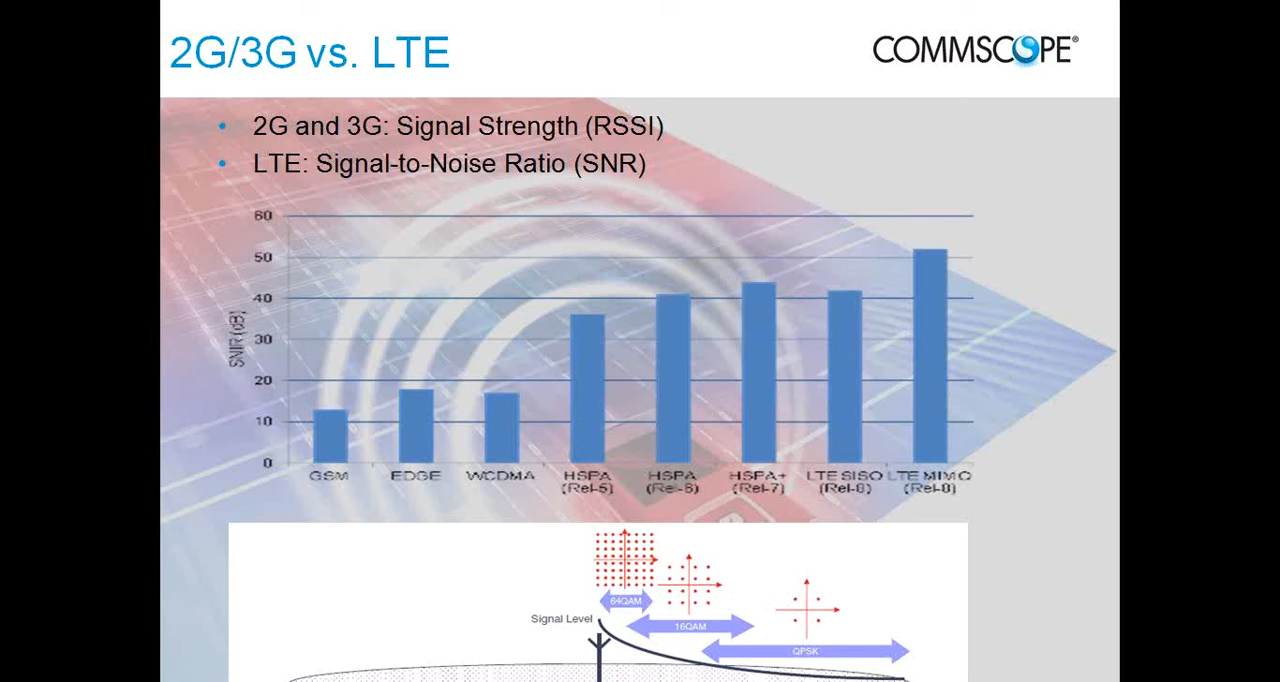 2G/3G vs. LTE
COMMSCOPE®
• 2G and 3G: Signal Strength (RSSI)
• LTE: Signal-to-Noise Ratio (SNR)
60
50
40
30
20
10
0
SNIR (dB)
GSM EDGE WCDMA HSPA HSPA HSPA+ LTE SISO LTE MIMO
(Rel-5) (Rel-6) (Rel-7) (Rel-8) (Rel-8)
64QAM
Signal Level
16QAM
QPSK